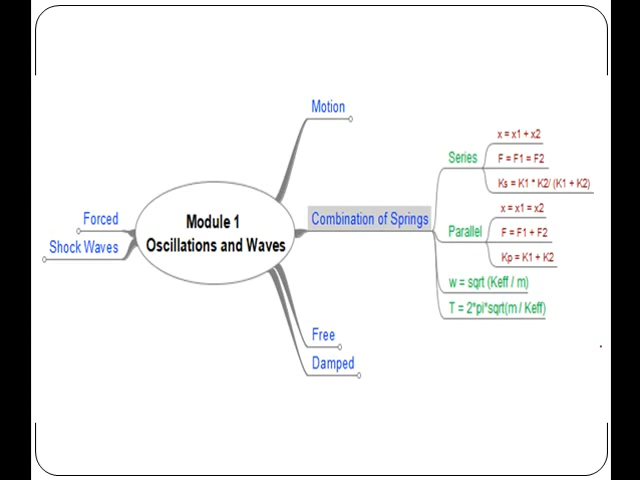 Motion
x = x1 + x2
Series
F = F1 = F2
Ks = K1 * K2/ (K1 + K2)
x = x1 = x2
Forced
Module 1
Combination of Springs
Parallel
F = F1 + F2
Shock Waves
Oscillations and Waves
Kp = K1 + K2
w = sqrt (Keff / m)
T = 2*pi*sqrt(m / Keff)
Free
Damped